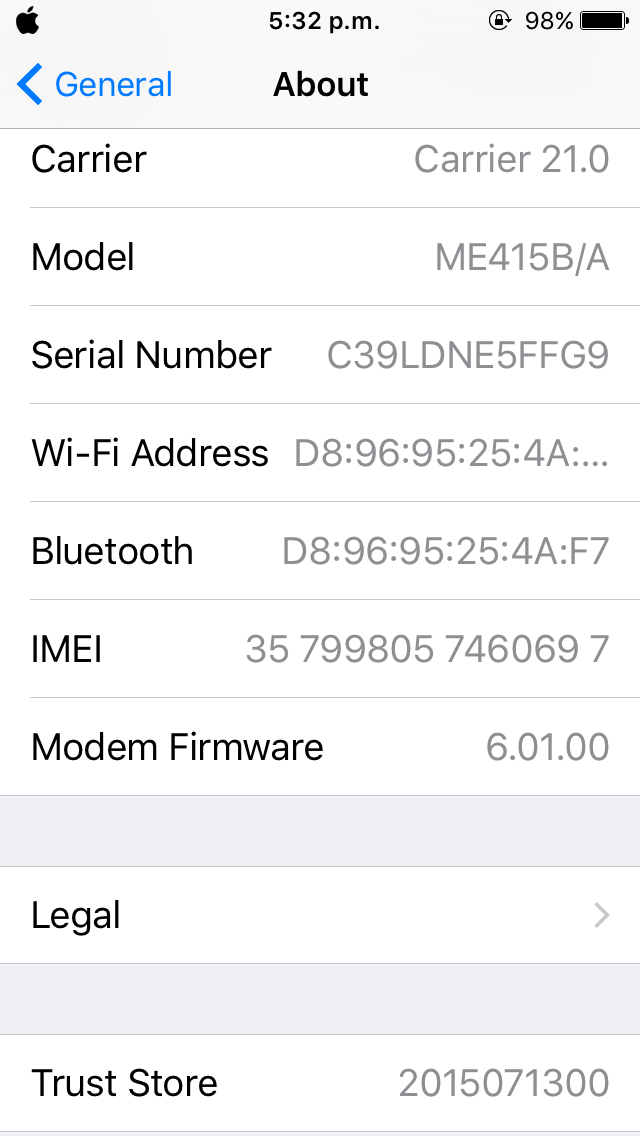 5:32 p.m. 98%
General About
Carrier Carrier 21.0
Model ME415B/A
Serial Number C39LDNE5FFG9
Wi-Fi Address D8:96:95:25:4A:...
Bluetooth D8:96:95:25:4A:F7
IMEI 35 799805 746069 7
Modem Firmware 6.01.00
Legal
Trust Store 2015071300